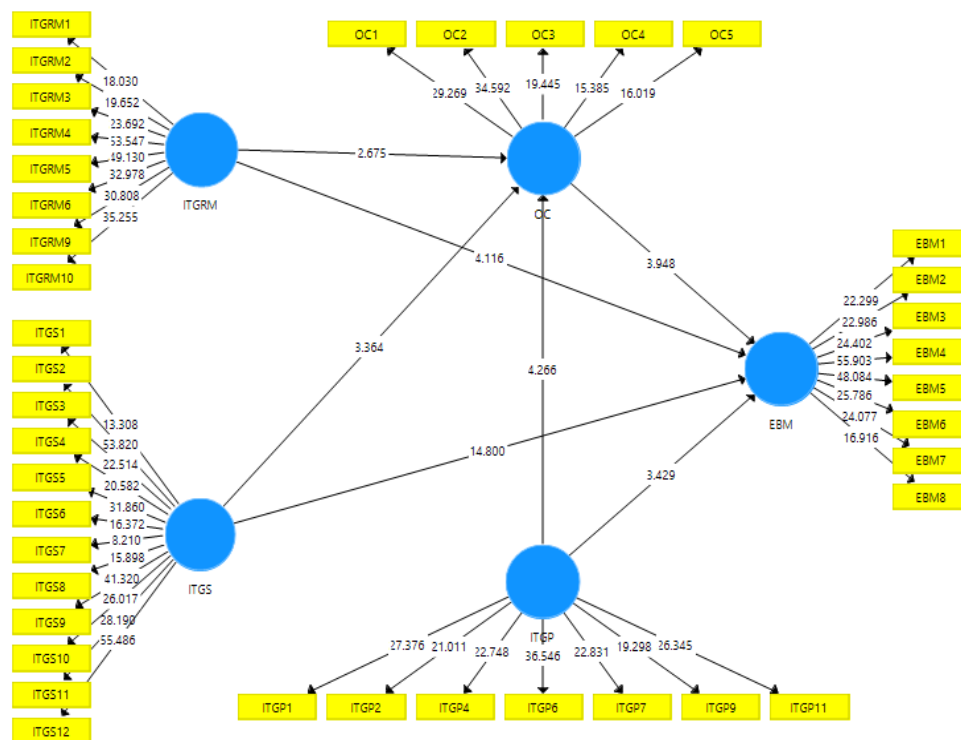 ITGRM1
ITGRM2
ITGRM3
ITGRM4
ITGRM5
ITGRM6
ITGRM9
ITGRM10
18.030
19.652
23.692
53.547
49.130
32.978
30.808
35.255
ITGRM
OC1
OC2
OC3
OC4
OC5
29.269
34.592
19.445
15.385
16.019
OC
2.675
4.116
3.948
3.364
4.266
14.800
3.429
ITGS1
ITGS2
ITGS3
ITGS4
ITGS5
ITGS6
ITGS7
ITGS8
ITGS9
ITGS10
ITGS11
ITGS12
13.308
53.820
22.514
20.582
31.860
16.372
8.210
15.898
41.320
26.017
28.190
55.486
ITGS
EBM1
EBM2
EBM3
EBM4
EBM5
EBM6
EBM7
EBM8
22.299
22.986
24.402
55.903
48.084
25.786
24.077
16.916
EBM
ITGP
27.376
21.011
22.748
36.546
22.831
19.298
26.345
ITGP1
ITGP2
ITGP4
ITGP6
ITGP7
ITGP9
ITGP11